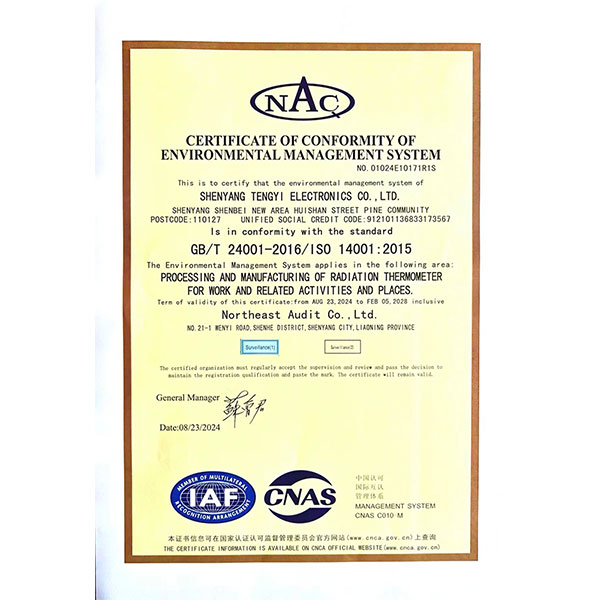 NAC
CERTIFICATE OF CONFORMITY OF
ENVIRONMENTAL MANAGEMENT SYSTEM
NO. 01024E10171R1S
This is to certify that the environmental management system of
SHENYANG TENGYI ELECTRONICS CO., LTD.
SHENYANG SHENBEI NEW AREA HUISHAN STREET PINE COMMUNITY
POSTCODE:110127 UNIFIED SOCIAL CREDIT CODE:912101136833173567
Is in conformity with the standard
GB/T 24001-2016/ISO 14001:2015
The Environmental Management System applies in the following area:
PROCESSING AND MANUFACTURING OF RADIATION THERMOMETER
FOR WORK AND RELATED ACTIVITIES AND PLACES.
Term of validity of this certificate:from AUG 23,2024 to FEB 05,2028 inclusive
Northeast Audit Co., Ltd.
NO.21-1 WENYI ROAD, SHENHE DISTRICT, SHENYANG CITY, LIAONING PROVINCE
Surveillance(1) Surveillance(2)
The certified organization must regularly accept the supervision and review and pass the decision to
maintain the registration qualification and paste the mark. The certificate will remain valid.
General Manager
Date:08/23/2024
MEMBER OF MULTILATERAL
IAF
RECOGNITION ARRANGEMENT
CNAS
中国认可
国际互认
管理体系
MANAGEMENT SYSTEM
CNAS C010-M
本证书信息可在国家认证认可监督管理委员会官方网站(www.cnca.gov.cn)上查询
THE CERTIFICATE INFORMATION IS AVAILABLE ON CNCA OFFICIAL WEBSITE(www.cnca.gov.cn)